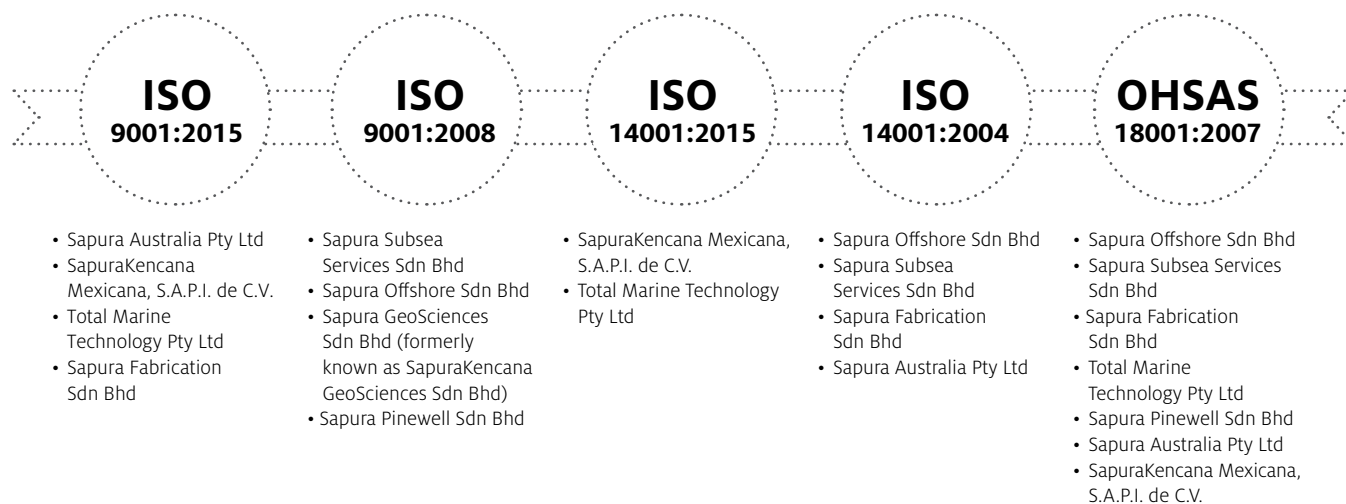 ISO
9001:2015
ISO
9001:2008
ISO
14001:2015
ISO
14001:2004
OHSAS
18001:2007
• Sapura Australia Pty Ltd
• SapuraKencana
Mexicana, S.A.P.I. de C.V.
• Total Marine
Technology Pty Ltd
• Sapura Fabrication
Sdn Bhd
• Sapura Subsea
Services Sdn Bhd
• Sapura Offshore Sdn Bhd
• Sapura GeoSciences
Sdn Bhd (formerly
known as SapuraKencana
GeoSciences Sdn Bhd)
• Sapura Pinewell Sdn Bhd
• SapuraKencana Mexicana,
S.A.P.I. de C.V.
• Total Marine Technology
Pty Ltd
• Sapura Offshore Sdn Bhd
• Sapura Subsea
Services Sdn Bhd
• Sapura Fabrication
Sdn Bhd
• Sapura Australia Pty Ltd
• Sapura Offshore Sdn Bhd
• Sapura Subsea Services
Sdn Bhd
• Sapura Fabrication
Sdn Bhd
• Total Marine
Technology Pty Ltd
• Sapura Pinewell Sdn Bhd
• Sapura Australia Pty Ltd
• SapuraKencana Mexicana,
S.A.P.I. de C.V.